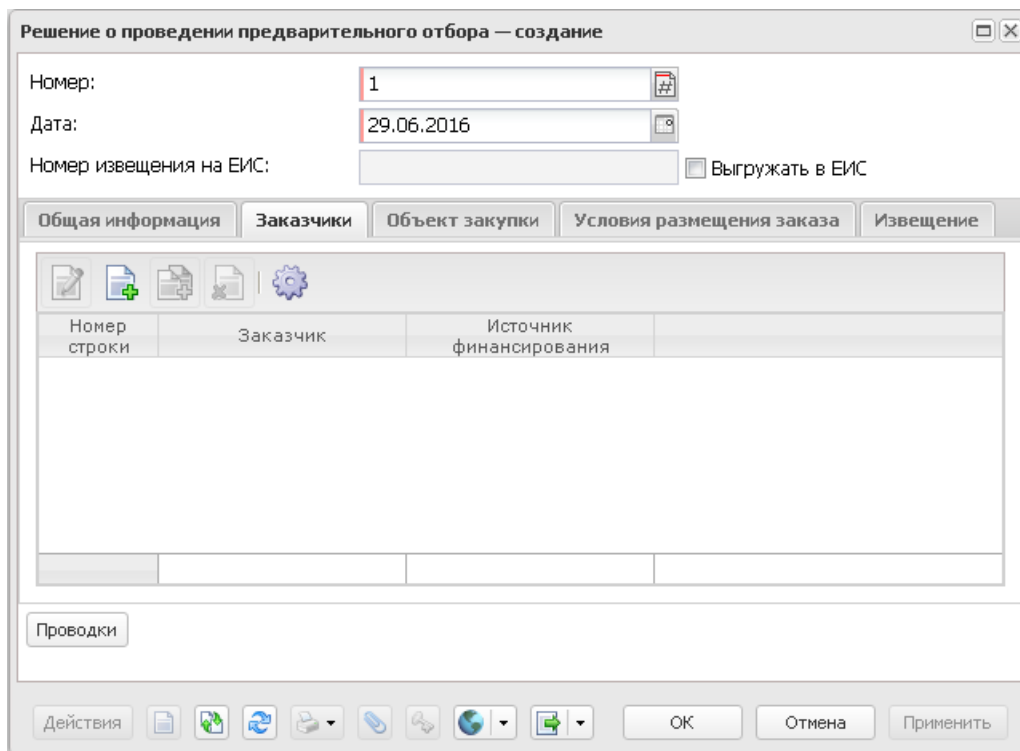 Решение о проведении предварительного отбора — создание
Номер:
1
Дата:
29.06.2016
Номер извещения на ЕИС:
Выгружать в ЕИС
Общая информация Заказчики Объект закупки Условия размещения заказа Извещение
Номер строки Заказчик Источник финансирования
Проводки
Действия ОК Отмена Применить